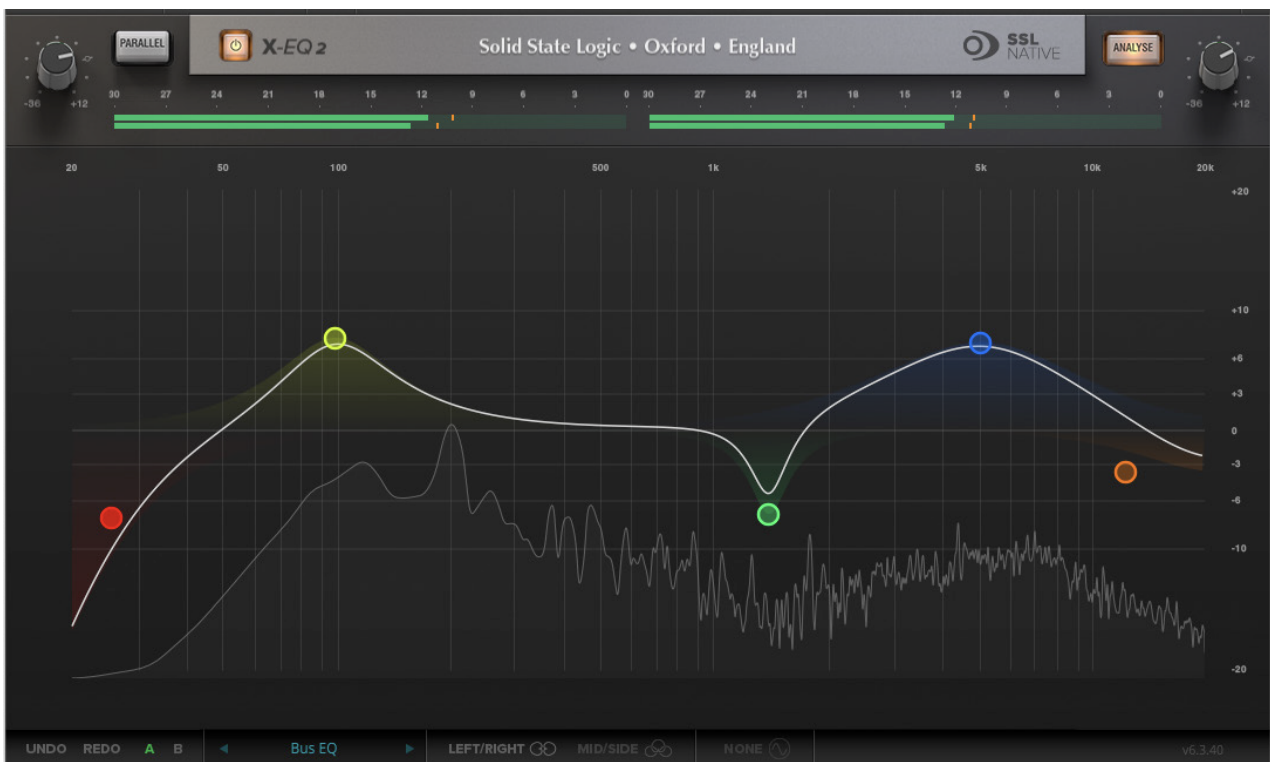 PARALLEL
X-EQ 2
Solid State Logic • Oxford • England
SSL
NATIVE
ANALYSE
-36 +12
30 27 24 21 18 15 12 9 6 3 0
30 27 24 21 18 15 12 9 6 3 0
-36 +12
20 50 100 500 1k 5k 10k 20k
+20
+10
+6
+3
0
-3
-6
-10
-20
UNDO REDO A B Bus EQ LEFT/RIGHT MID/SIDE NONE v6.3.40